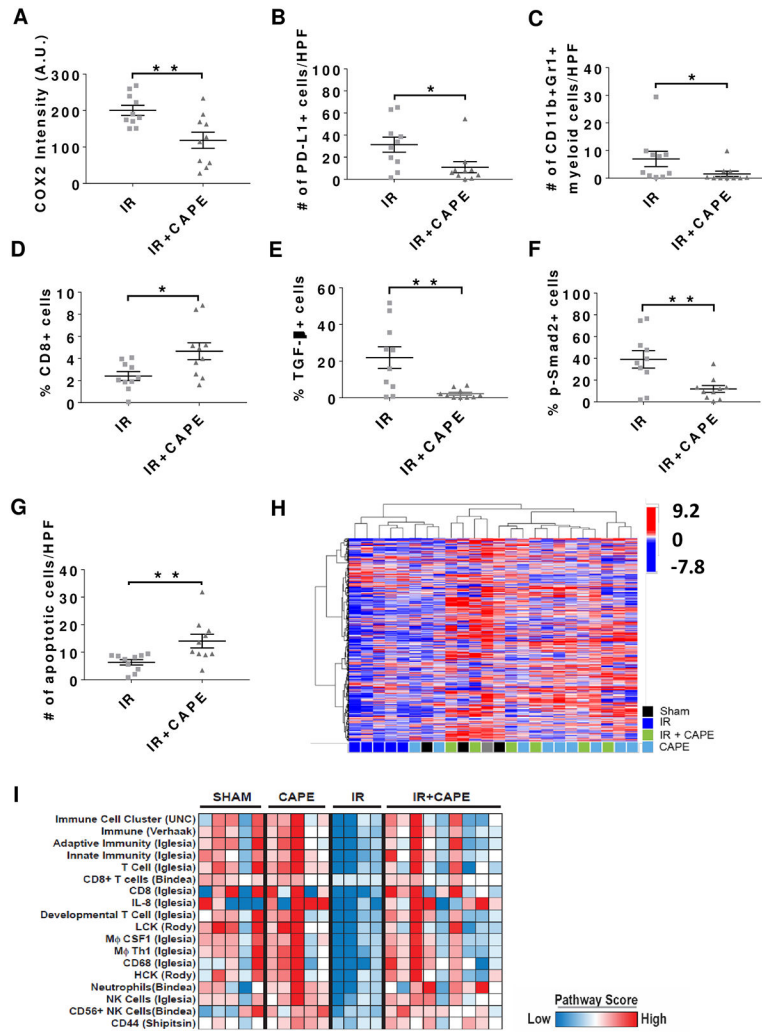 A
B
C
COX2 Intensity (A.U.)
300
200
100
0
IR
IR+CAPE
* *
# of PD-L1+ cells/HPF
100
80
60
40
20
0
IR
IR+CAPE
*
# of CD11b+Gr1+
myeloid cells/HPF
40
30
20
10
0
IR
IR+CAPE
*
D
E
F
% CD8+ cells
10
8
6
4
2
0
IR
IR+CAPE
*
% TGF-+ cells
60
40
20
0
IR
IR+CAPE
* *
% p-Smad2+ cells
100
80
60
40
20
0
IR
IR+CAPE
* *
G
H
# of apoptotic cells/HPF
40
30
20
10
0
IR
IR+CAPE
* *
9.2
0
-7.8
Sham
IR
IR + CAPE
CAPE
I
SHAM CAPE IR IR+CAPE
Immune Cell Cluster (UNC)
Immune (Verhaak)
Adaptive Immunity (Iglesia)
Innate Immunity (Iglesia)
T Cell (Iglesia)
CD8+ T cells (Bindea)
CD8 (Iglesia)
IL-8 (Iglesia)
Developmental T Cell (Iglesia)
LCK (Rody)
Mϕ CSF1 (Iglesia)
Mϕ Th1 (Iglesia)
CD68 (Iglesia)
HCK (Rody)
Neutrophils(Bindea)
NK Cells (Iglesia)
CD56+ NK Cells(Bindea)
CD44 (Shipitsin)
Pathway Score
Low High